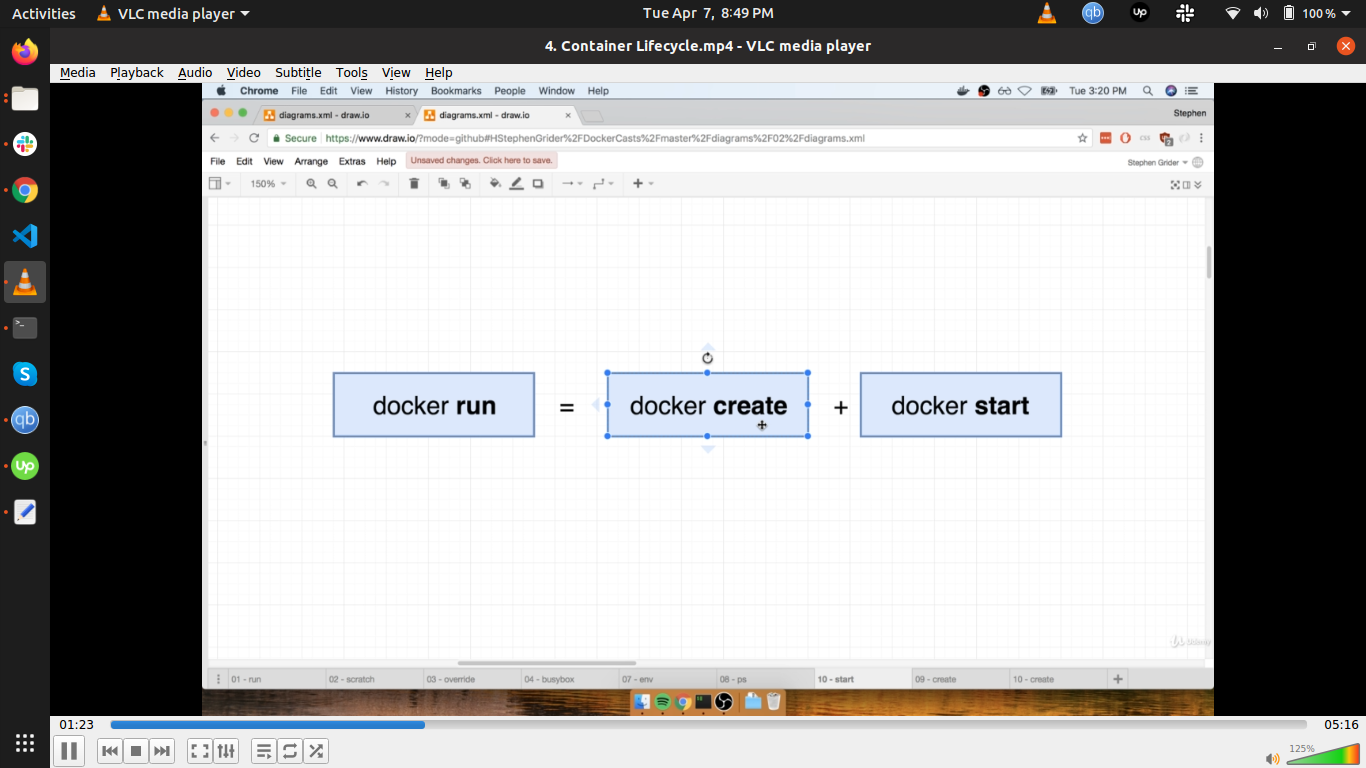 Activities VLC media player Tue Apr 7, 8:49 PM qb up 100 %
4. Container Lifecycle.mp4 - VLC media player
Media Playback Audio Video Subtitle Tools View Help
Chrome File Edit View History Bookmarks People Window Help Tue 3:20 PM
diagrams.xml - draw.io × diagrams.xml - draw.io × Stephen
Secure https://www.draw.io/?mode=github#HStephenGrider%2FDockerCasts%2Fmaster%2Fdiagrams%2F02%2Fdiagrams.xml
File Edit View Arrange Extras Help Unsaved changes. Click here to save. Stephen Grider
150%
docker run = docker create + docker start
Udemy
01 - run 02 - scratch 03 - override 04 - busybox 07 - env 08 - ps 10 - start 09 - create 10 - create
01:23 05:16
125%